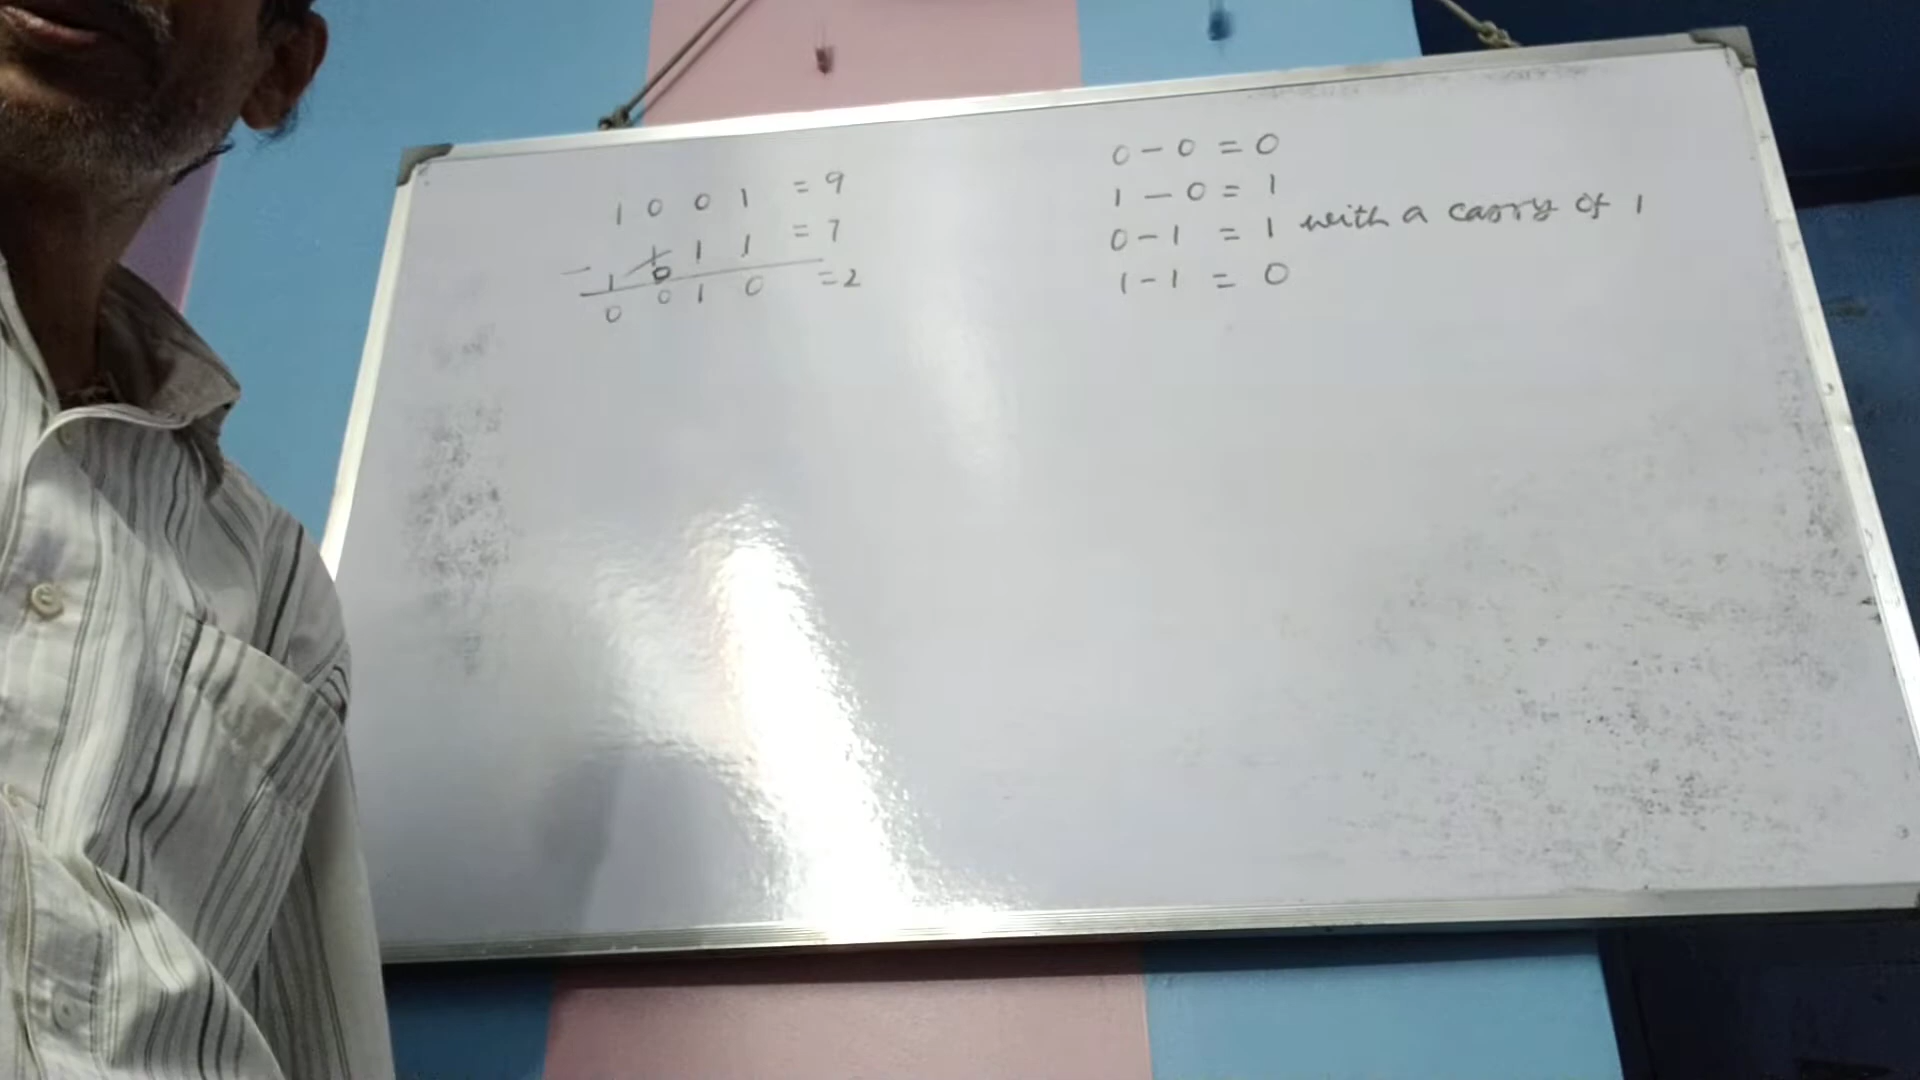 1 0 0 1 = 9
- 1 1 1 = 7
1 0
0 0 1 0 = 2
0 - 0 = 0
1 - 0 = 1
0 - 1 = 1 with a carry of 1
1 - 1 = 0